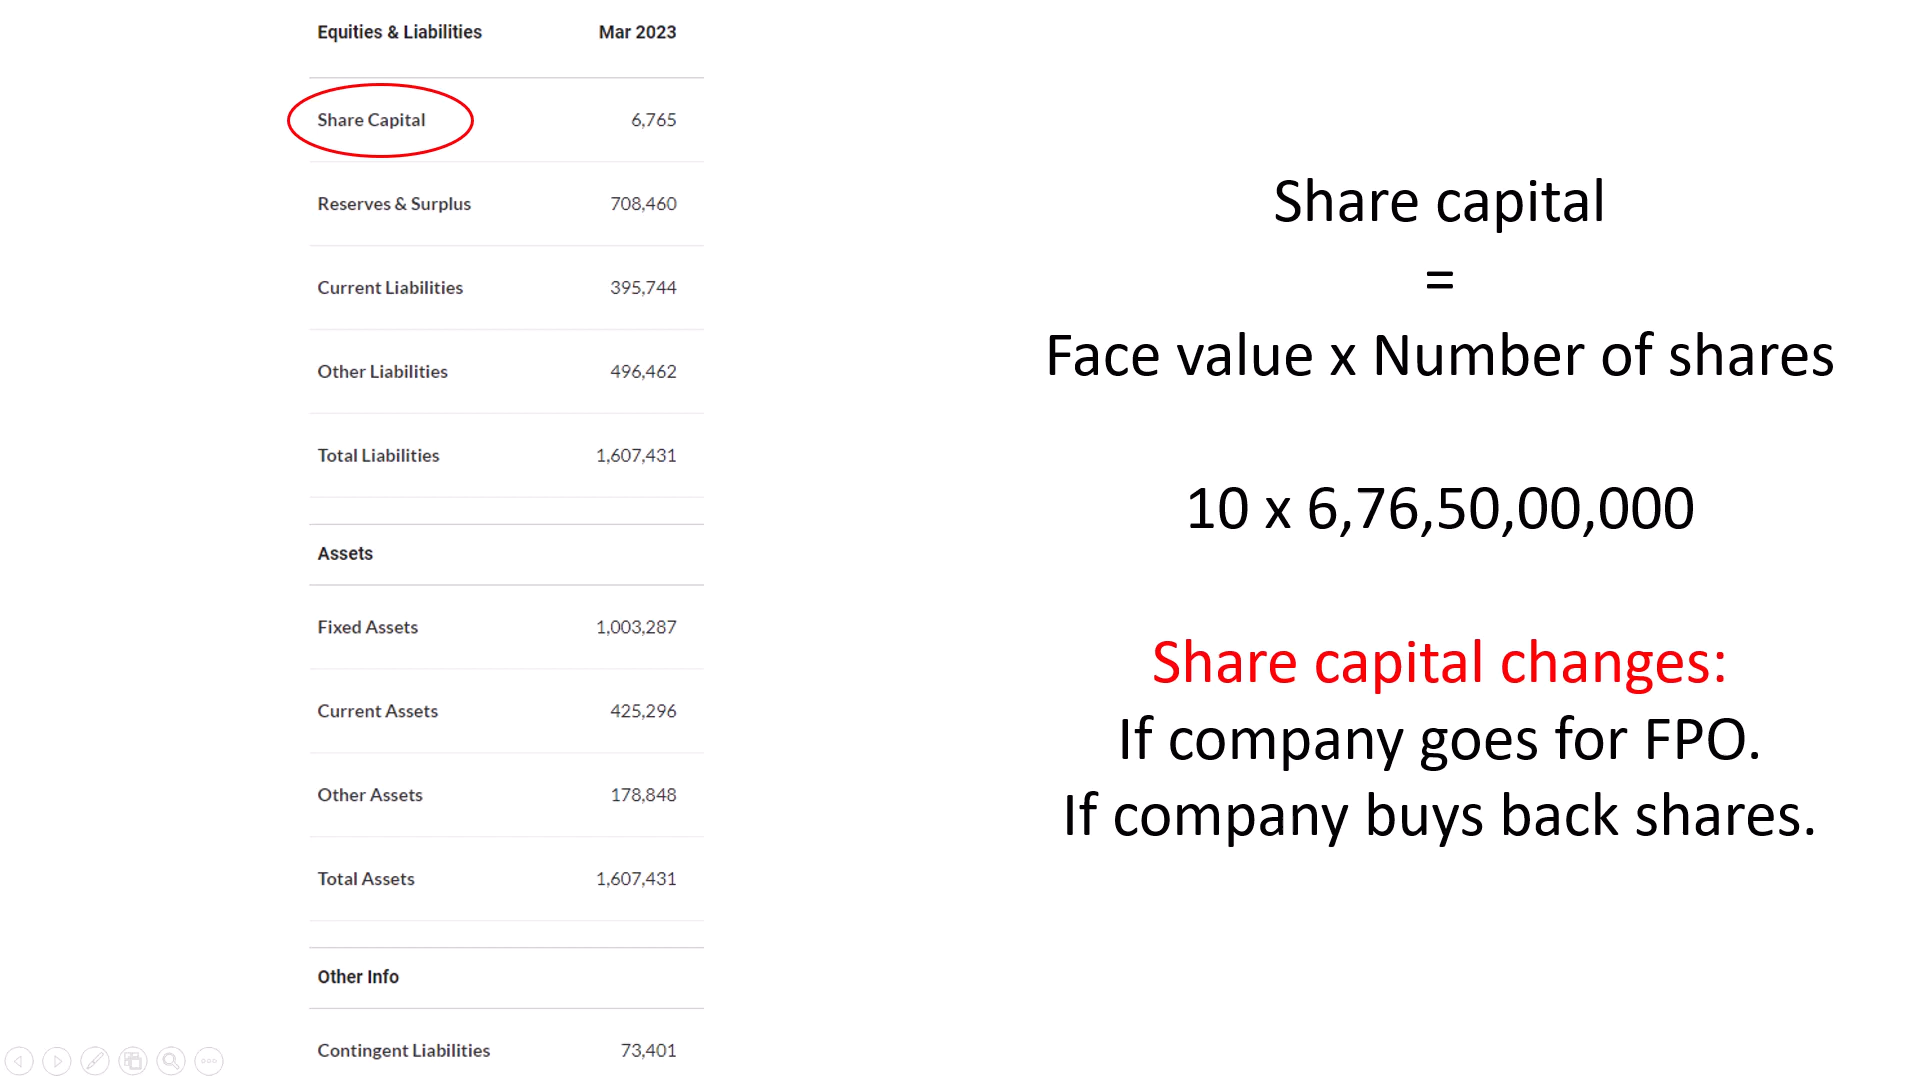 Equities & Liabilities Mar 2023
Share Capital 6,765
Reserves & Surplus 708,460
Current Liabilities 395,744
Other Liabilities 496,462
Total Liabilities 1,607,431
Assets
Fixed Assets 1,003,287
Current Assets 425,296
Other Assets 178,848
Total Assets 1,607,431
Other Info
Contingent Liabilities 73,401
Share capital
=
Face value x Number of shares
10 x 6,76,50,00,000
Share capital changes:
If company goes for FPO.
If company buys back shares.